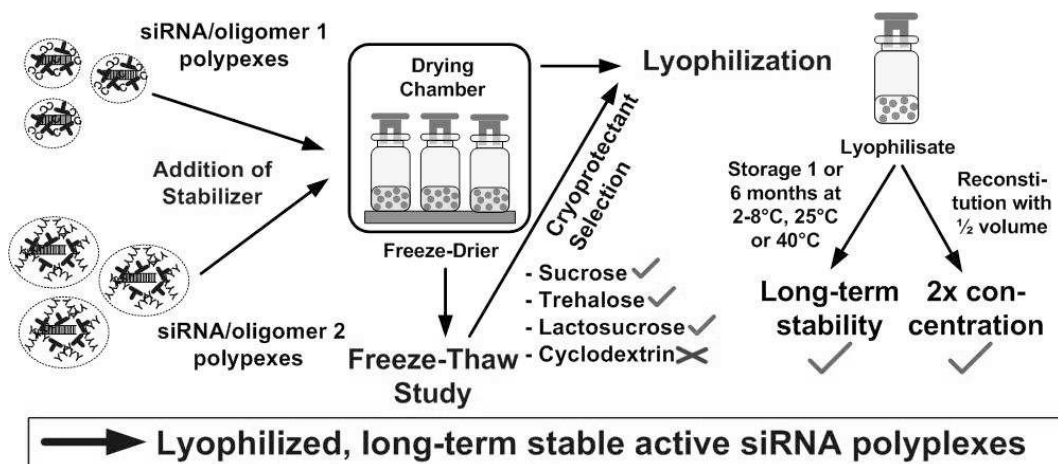 siRNA/oligomer 1
polypexes
Addition of
Stabilizer
siRNA/oligomer 2
polypexes
Drying
Chamber
Freeze-Drier
Freeze-Thaw
Study
Cryoprotectant
Selection
- Sucrose
- Trehalose
- Lactosucrose
- Cyclodextrin
Lyophilization
Lyophilisate
Storage 1 or
6 months at
2-8°C, 25°C
or 40°C
Reconsti-
tution with
½ volume
Long-term
stability
2x con-
centration
Lyophilized, long-term stable active siRNA polyplexes